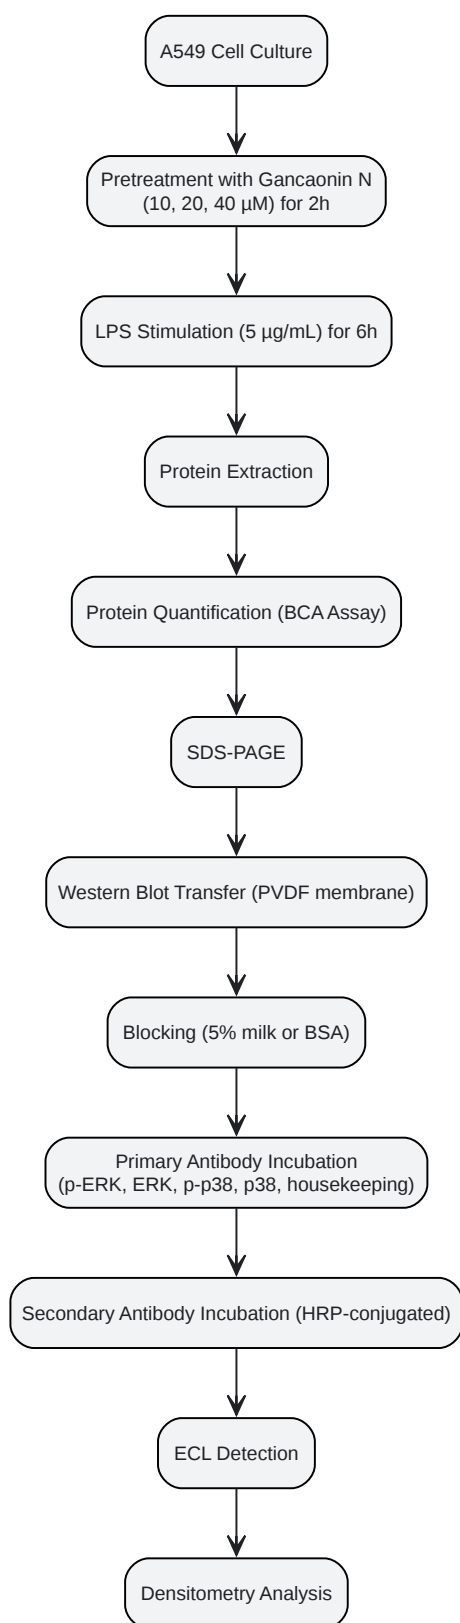 A549 Cell Culture
Pretreatment with Gancaonin N
(10, 20, 40 µM) for 2h
LPS Stimulation (5 µg/mL) for 6h
Protein Extraction
Protein Quantification (BCA Assay)
SDS-PAGE
Western Blot Transfer (PVDF membrane)
Blocking (5% milk or BSA)
Primary Antibody Incubation
(p-ERK, ERK, p-p38, p38, housekeeping)
Secondary Antibody Incubation (HRP-conjugated)
ECL Detection
Densitometry Analysis